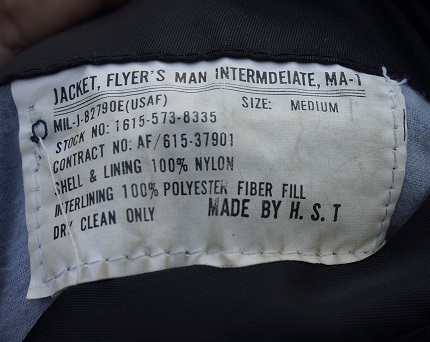 JACKET, FLYER'S MAN INTERMDEIATE, MA-1
MIL-J-82790E(USAF) SIZE: MEDIUM
STOCK NO: 1615-573-8335
CONTRACT NO: AF/615-37901
SHELL & LINING 100% NYLON
INTERLINING 100% POLYESTER FIBER FILL
DRY CLEAN ONLY MADE BY H. S. T